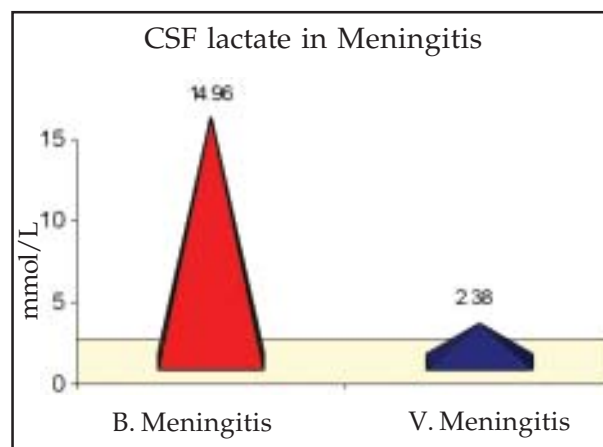 CSF lactate in Meningitis
14.96
15
10
mmol/L
5
2.38
0
B. Meningitis V. Meningitis